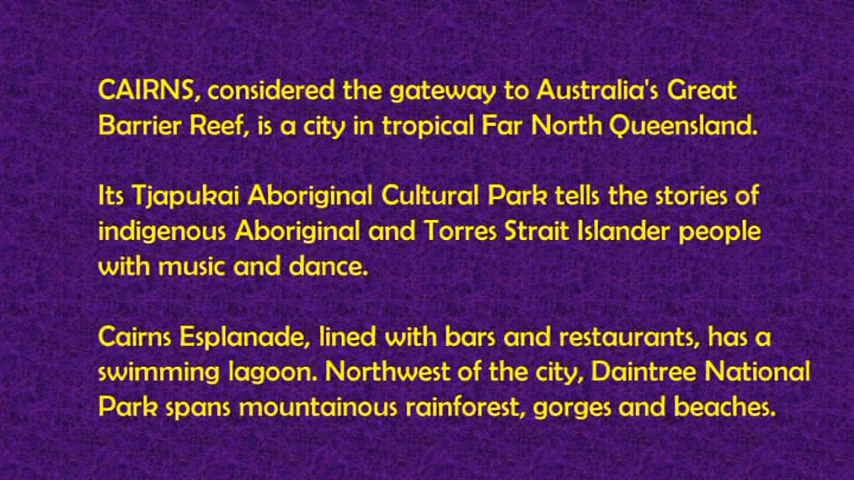 CAIRNS, considered the gateway to Australia's Great
Barrier Reef, is a city in tropical Far North Queensland.
Its Tjapukai Aboriginal Cultural Park tells the stories of
indigenous Aboriginal and Torres Strait Islander people
with music and dance.
Cairns Esplanade, lined with bars and restaurants, has a
swimming lagoon. Northwest of the city, Daintree National
Park spans mountainous rainforest, gorges and beaches.